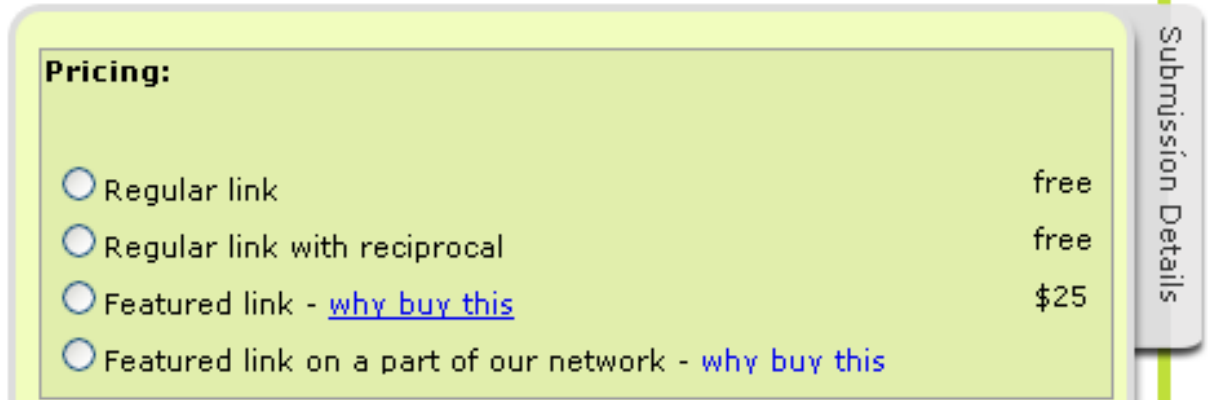 Pricing:
Regular link free
Regular link with reciprocal free
Featured link - why buy this $25
Featured link on a part of our network - why buy this
Submission Details